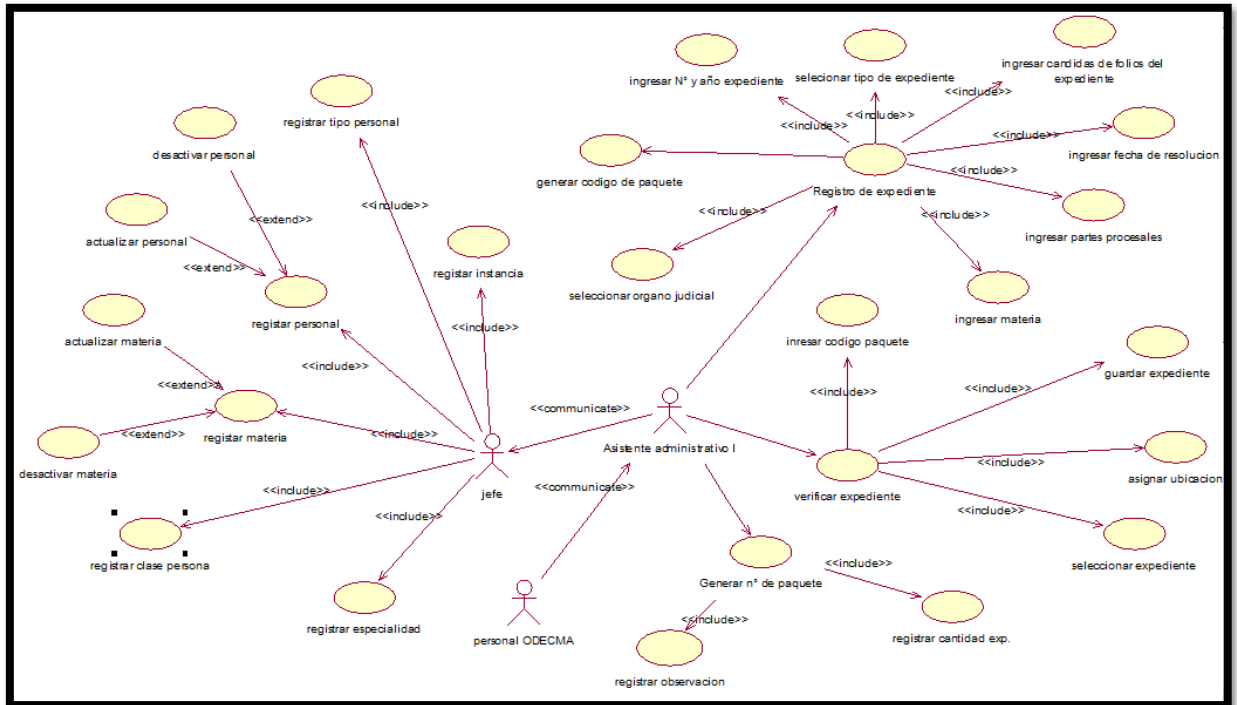 ingresar N° y año expediente
selecionar tipo de expediente
ingresar candidas de folios del
expediente
<<include>>
<<include>>
<<include>>
registrar tipo personal
desactivar personal
<<include>>
ingresar fecha de resolucion
generar codigo de paquete
Registro de expediente
<<include>>
<<include>>
<<include>>
<<include>>
<<extend>>
actualizar personal
ingresar partes procesales
<<extend>>
registar instancia
seleccionar organo judicial
registar personal
ingresar materia
<<include>>
actualizar materia
inresar codigo paquete
<<include>>
guardar expediente
<<extend>>
<<include>>
<<include>>
<<communicate>>
<<extend>>
registar materia
<<include>>
Asistente administrativo I
<<include>>
desactivar materia
asignar ubicacion
<<include>>
jefe
<<communicate>>
verificar expediente
<<include>>
<<include>>
registrar clase persona
seleccionar expediente
<<include>>
Generar n° de paquete
registrar especialidad
<<include>>
personal ODECMA
registrar cantidad exp.
registrar observacion